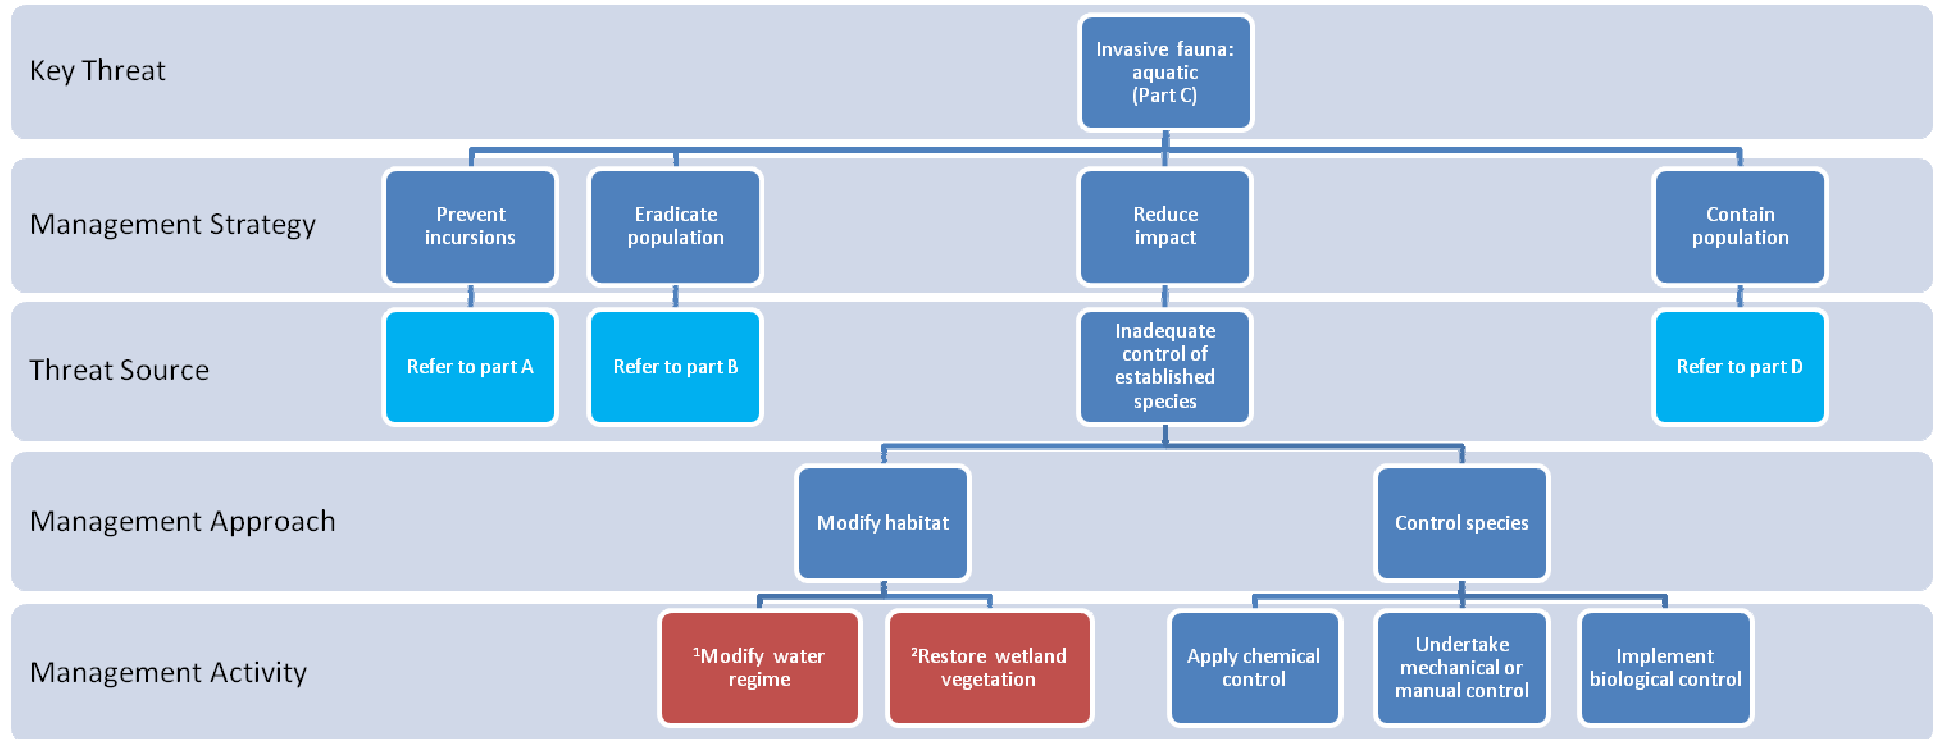 Key Threat
Invasive fauna:
aquatic
(Part C)
Management Strategy
Prevent
incursions
Eradicate
population
Reduce
impact
Contain
population
Threat Source
Refer to part A
Refer to part B
Inadequate
control of
established
species
Refer to part D
Management Approach
Modify habitat
Control species
Management Activity
¹Modify water
regime
²Restore wetland
vegetation
Apply chemical
control
Undertake
mechanical or
manual control
Implement
biological control